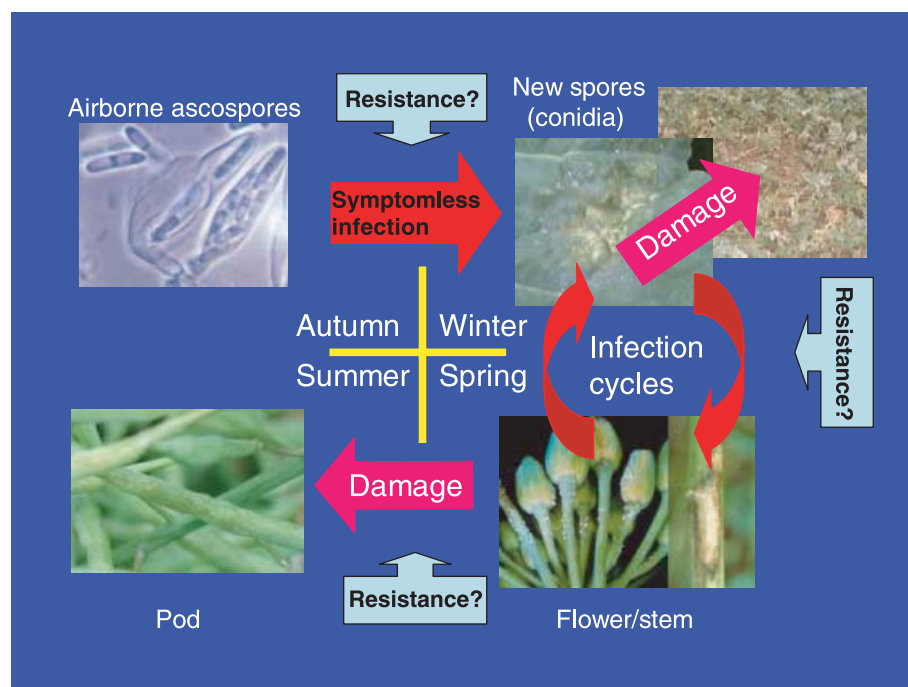 Airborne ascospores
Resistance?
New spores
(conidia)
Symptomless
infection
Damage
Autumn
Winter
Summer
Spring
Infection
cycles
Resistance?
Damage
Resistance?
Pod
Flower/stem